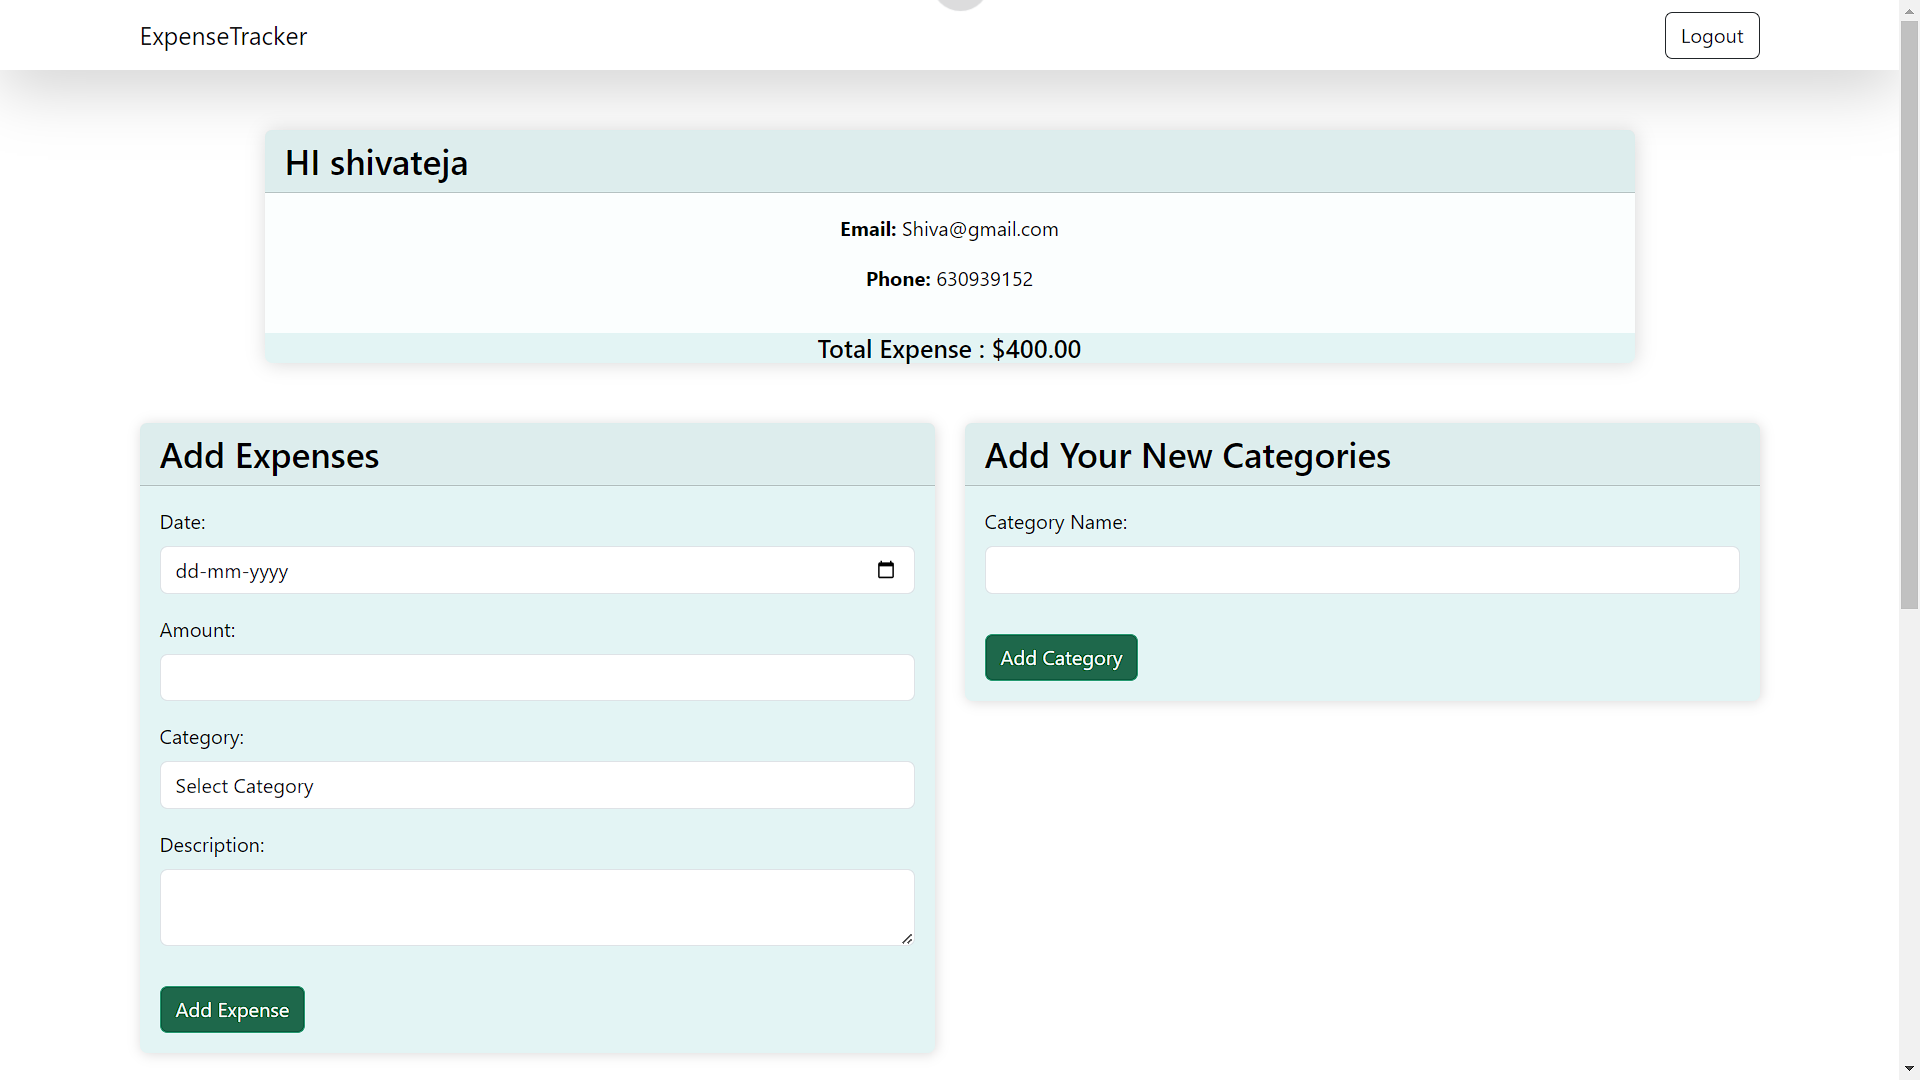 ExpenseTracker
Logout
HI shivateja
Email: Shiva@gmail.com
Phone: 630939152
Total Expense : $400.00
Add Expenses
Date:
dd-mm-yyyy
Amount:
Category:
Select Category
Description:
Add Expense
Add Your New Categories
Category Name:
Add Category